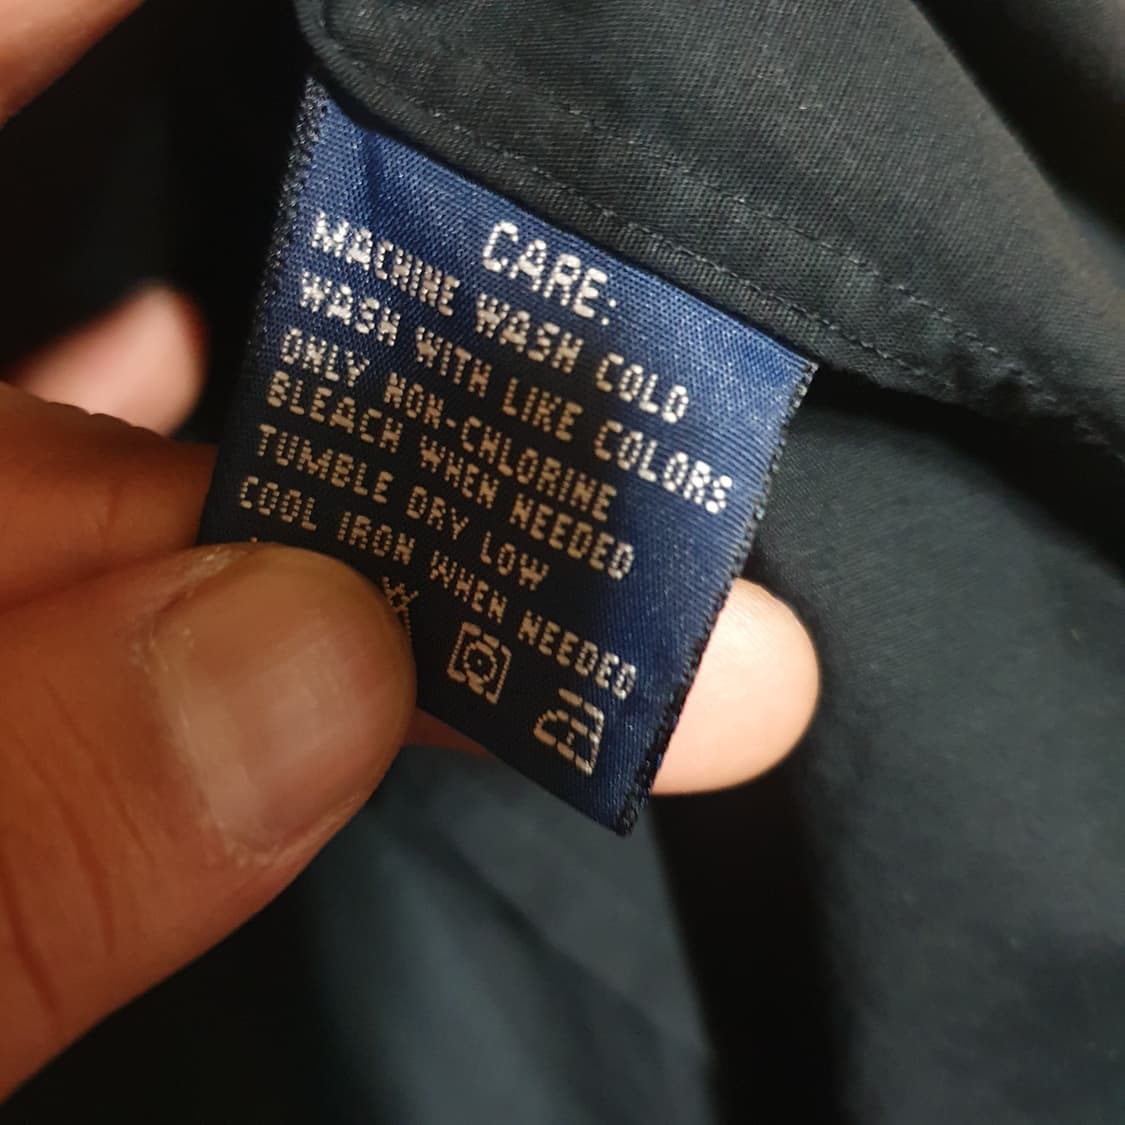 CARE:
MACHINE WASH COLD
WASH WITH LIKE COLORS
ONLY NON-CHLORINE
BLEACH WHEN NEEDED
TUMBLE DRY LOW
COOL IRON WHEN NEEDED